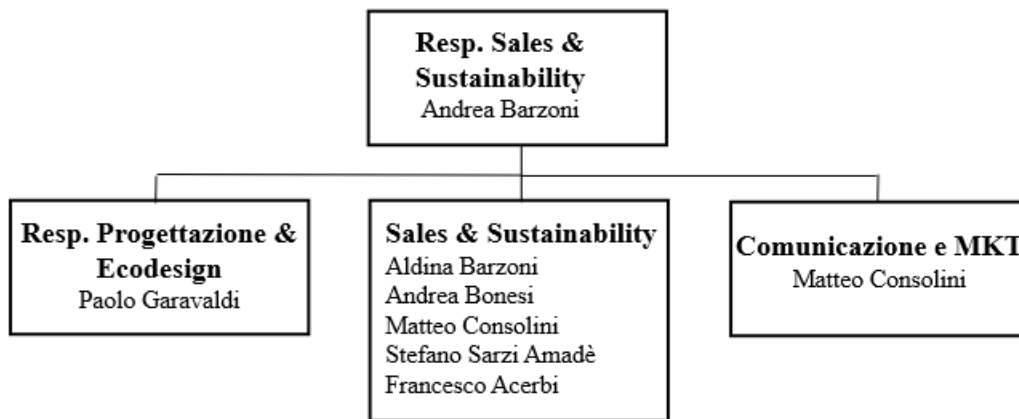 Resp. Sales &
Sustainability
Andrea Barzoni
Resp. Progettazione &
Ecodesign
Paolo Garavaldi
Sales & Sustainability
Aldina Barzoni
Andrea Bonesi
Matteo Consolini
Stefano Sarzi Amadè
Francesco Acerbi
Comunicazione e MKT
Matteo Consolini